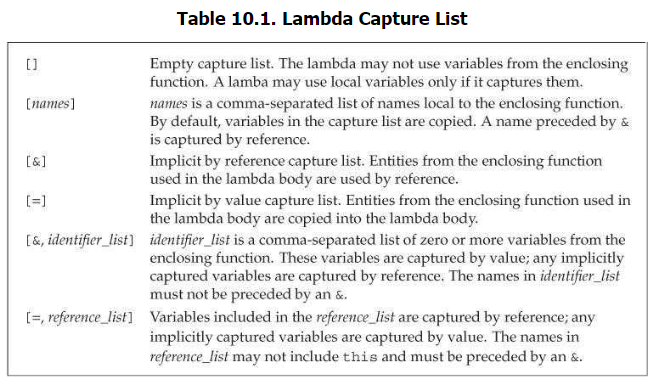 Table 10.1. Lambda Capture List
[] Empty capture list. The lambda may not use variables from the enclosing
function. A lamba may use local variables only if it captures them.
[names] names is a comma-separated list of names local to the enclosing function.
By default, variables in the capture list are copied. A name preceded by &
is captured by reference.
[&] Implicit by reference capture list. Entities from the enclosing function
used in the lambda body are used by reference.
[=] Implicit by value capture list. Entities from the enclosing function used in
the lambda body are copied into the lambda body.
[&, identifier_list] identifier_list is a comma-separated list of zero or more variables from the
enclosing function. These variables are captured by value; any implicitly
captured variables are captured by reference. The names in identifier_list
must not be preceded by an &.
[=, reference_list] Variables included in the reference_list are captured by reference; any
implicitly captured variables are captured by value. The names in
reference_list may not include this and must be preceded by an &.